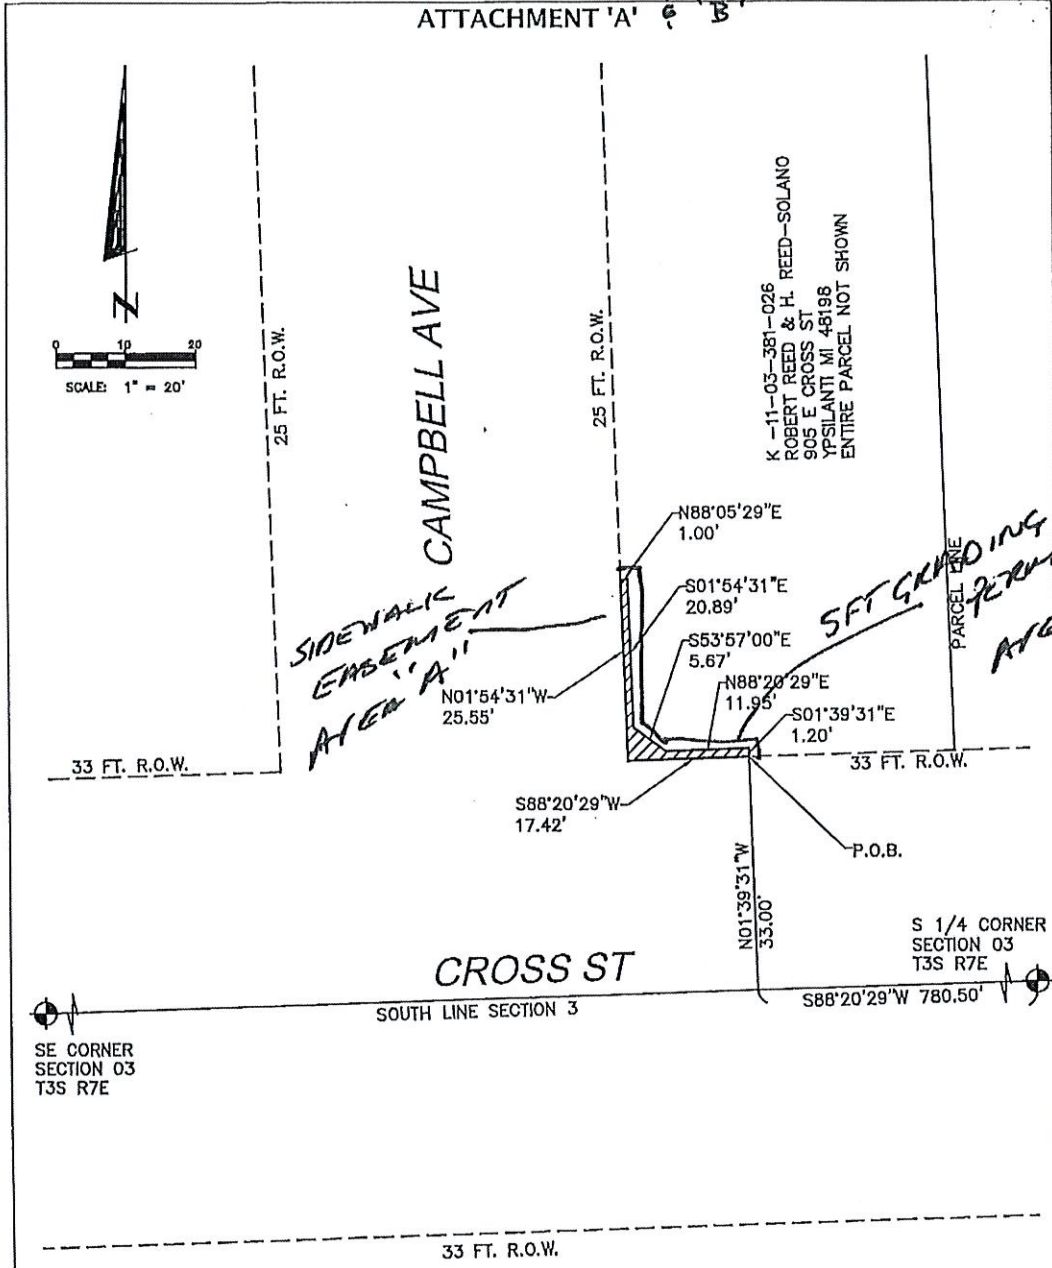 ATTACHMENT 'A' & 'B'
N
0 10 20
SCALE: 1" = 20'
25 FT. R.O.W.
CAMPBELL AVE
25 FT. R.O.W.
K -11-03-381-026
ROBERT REED & H. REED-SOLANO
905 E CROSS ST
YPSILANTI MI 48198
ENTIRE PARCEL NOT SHOWN
N88°05'29"E
1.00'
S01°54'31"E
20.89'
S53°57'00"E
5.67'
N88°20'29"E
11.95'
S01°39'31"E
1.20'
SIDEWALK
EASEMENT
AREA "A"
N01°54'31"W
25.55'
5FT GRADING
PARCEL LINE
33 FT. R.O.W.
33 FT. R.O.W.
S88°20'29"W
17.42'
P.O.B.
N01°39'31"W
33.00'
S 1/4 CORNER
SECTION 03
T3S R7E
CROSS ST
SOUTH LINE SECTION 3
S88°20'29"W 780.50'
SE CORNER
SECTION 03
T3S R7E
33 FT. R.O.W.